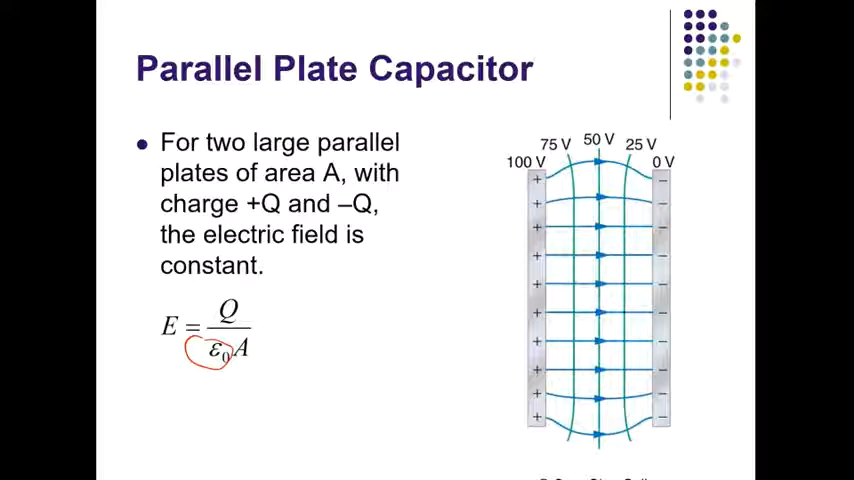 Parallel Plate Capacitor
● For two large parallel
plates of area A, with
charge +Q and –Q,
the electric field is
constant.
E = Q / ε₀A
100 V 75 V 50 V 25 V 0 V
+ −
+ −
+ −
+ −
+ −
+ −
+ −
+ −
+ −
+ −